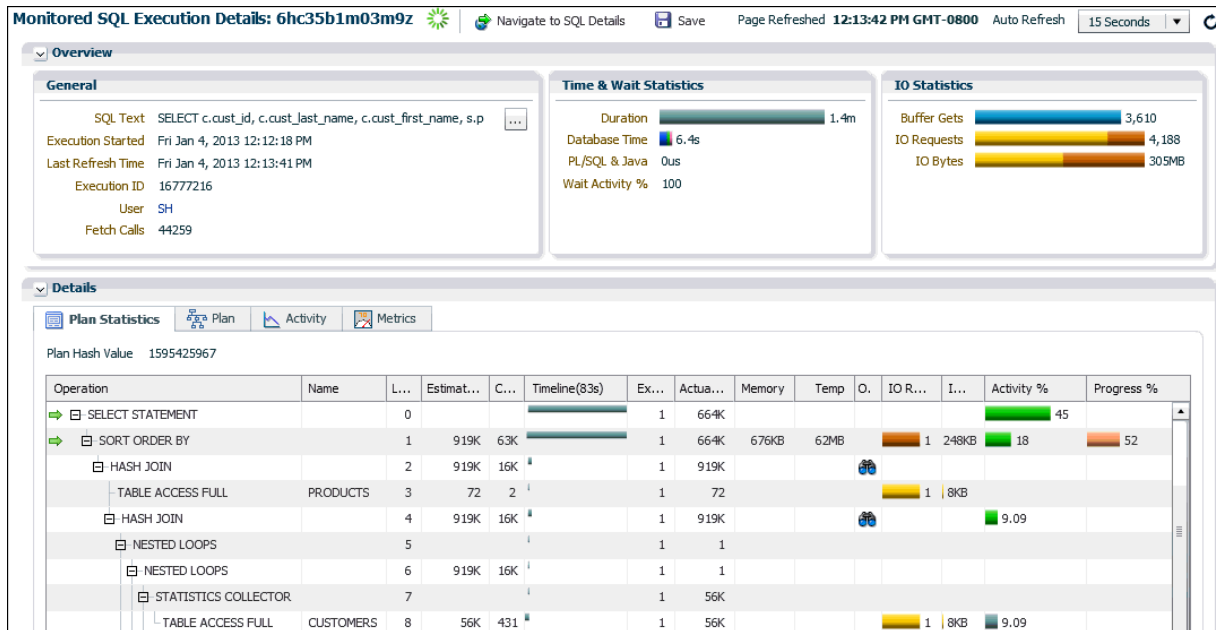 Monitored SQL Execution Details: 6hc35b1m03m9z Navigate to SQL Details Save Page Refreshed 12:13:42 PM GMT-0800 Auto Refresh 15 Seconds
Overview
General
SQL Text SELECT c.cust_id, c.cust_last_name, c.cust_first_name, s.p ...
Execution Started Fri Jan 4, 2013 12:12:18 PM
Last Refresh Time Fri Jan 4, 2013 12:13:41 PM
Execution ID 16777216
User SH
Fetch Calls 44259
Time & Wait Statistics
Duration 1.4m
Database Time 6.4s
PL/SQL & Java 0us
Wait Activity % 100
IO Statistics
Buffer Gets 3,610
IO Requests 4,188
IO Bytes 305MB
Details
Plan Statistics Plan Activity Metrics
Plan Hash Value 1595425967
Operation Name L... Estimat... C... Timeline(83s) Ex... Actua... Memory Temp O. IO R... I... Activity % Progress %
SELECT STATEMENT 0 1 664K 45
SORT ORDER BY 1 919K 63K 1 664K 676KB 62MB 1 248KB 18 52
HASH JOIN 2 919K 16K 1 919K
TABLE ACCESS FULL PRODUCTS 3 72 2 1 72 1 8KB
HASH JOIN 4 919K 16K 1 919K 9.09
NESTED LOOPS 5 1 1
NESTED LOOPS 6 919K 16K 1 1
STATISTICS COLLECTOR 7 1 56K
TABLE ACCESS FULL CUSTOMERS 8 56K 431 1 56K 1 8KB 9.09